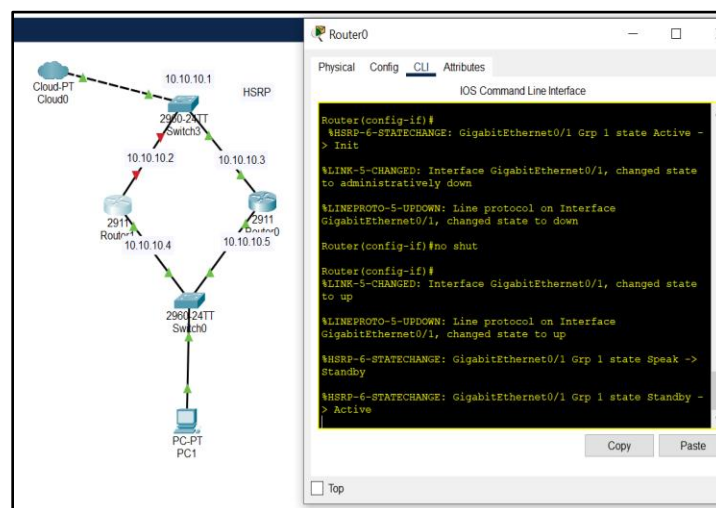 Router0
Physical Config CLI Attributes
IOS Command Line Interface
Router(config-if)#
%HSRP-6-STATECHANGE: GigabitEthernet0/1 Grp 1 state Active -
> Init
%LINK-5-CHANGED: Interface GigabitEthernet0/1, changed state
to administratively down
%LINEPROTO-5-UPDOWN: Line protocol on Interface
GigabitEthernet0/1, changed state to down
Router(config-if)#no shut
Router(config-if)#
%LINK-5-CHANGED: Interface GigabitEthernet0/1, changed state
to up
%LINEPROTO-5-UPDOWN: Line protocol on Interface
GigabitEthernet0/1, changed state to up
%HSRP-6-STATECHANGE: GigabitEthernet0/1 Grp 1 state Speak ->
Standby
%HSRP-6-STATECHANGE: GigabitEthernet0/1 Grp 1 state Standby -
> Active
Copy Paste
Top
Cloud-PT
Cloud0
10.10.10.1
HSRP
2960-24TT
Switch3
10.10.10.2
10.10.10.3
2911
Router1
2911
Router0
10.10.10.4
10.10.10.5
2960-24TT
Switch0
PC-PT
PC1